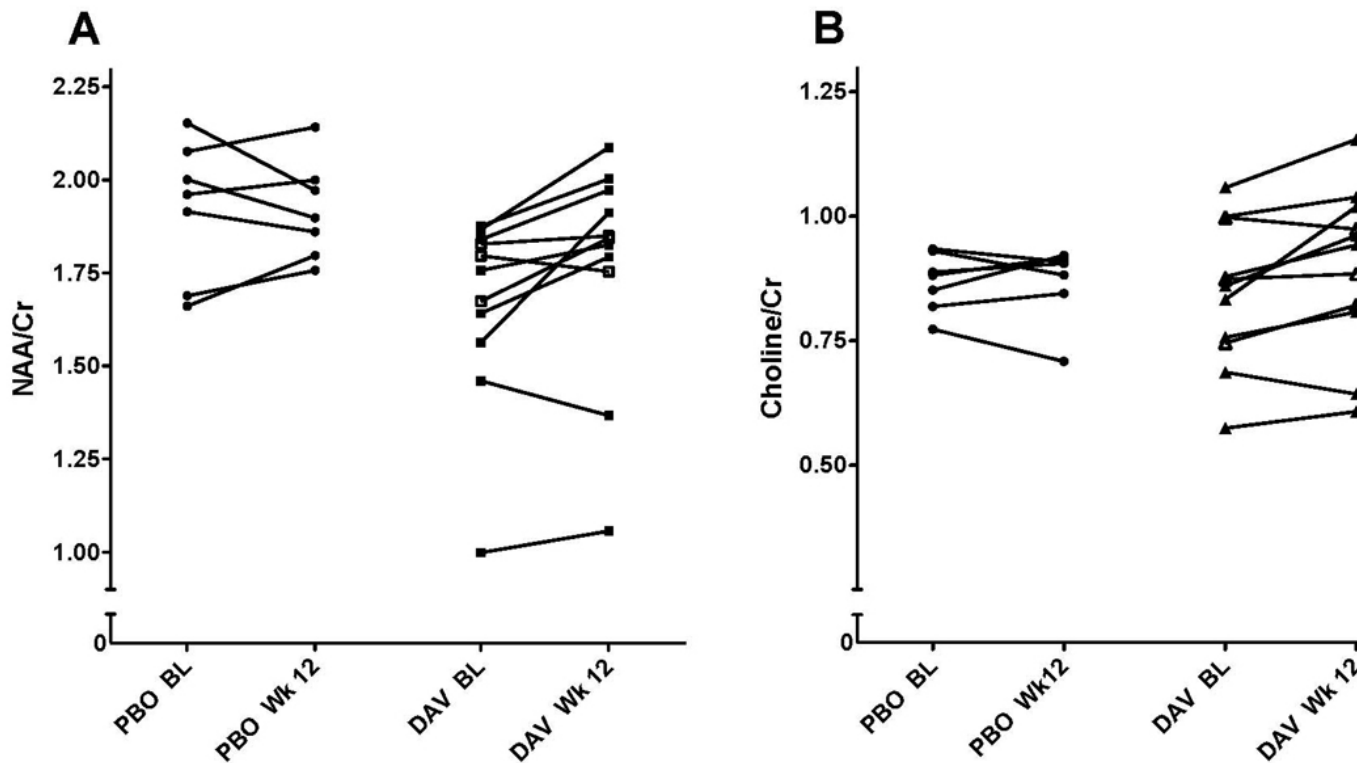 A
NAA/Cr
2.25
2.00
1.75
1.50
1.25
1.00
0
PBO BL
PBO Wk 12
DAV BL
DAV Wk 12
B
Choline/Cr
1.25
1.00
0.75
0.50
0
PBO BL
PBO Wk12
DAV BL
DAV Wk 12